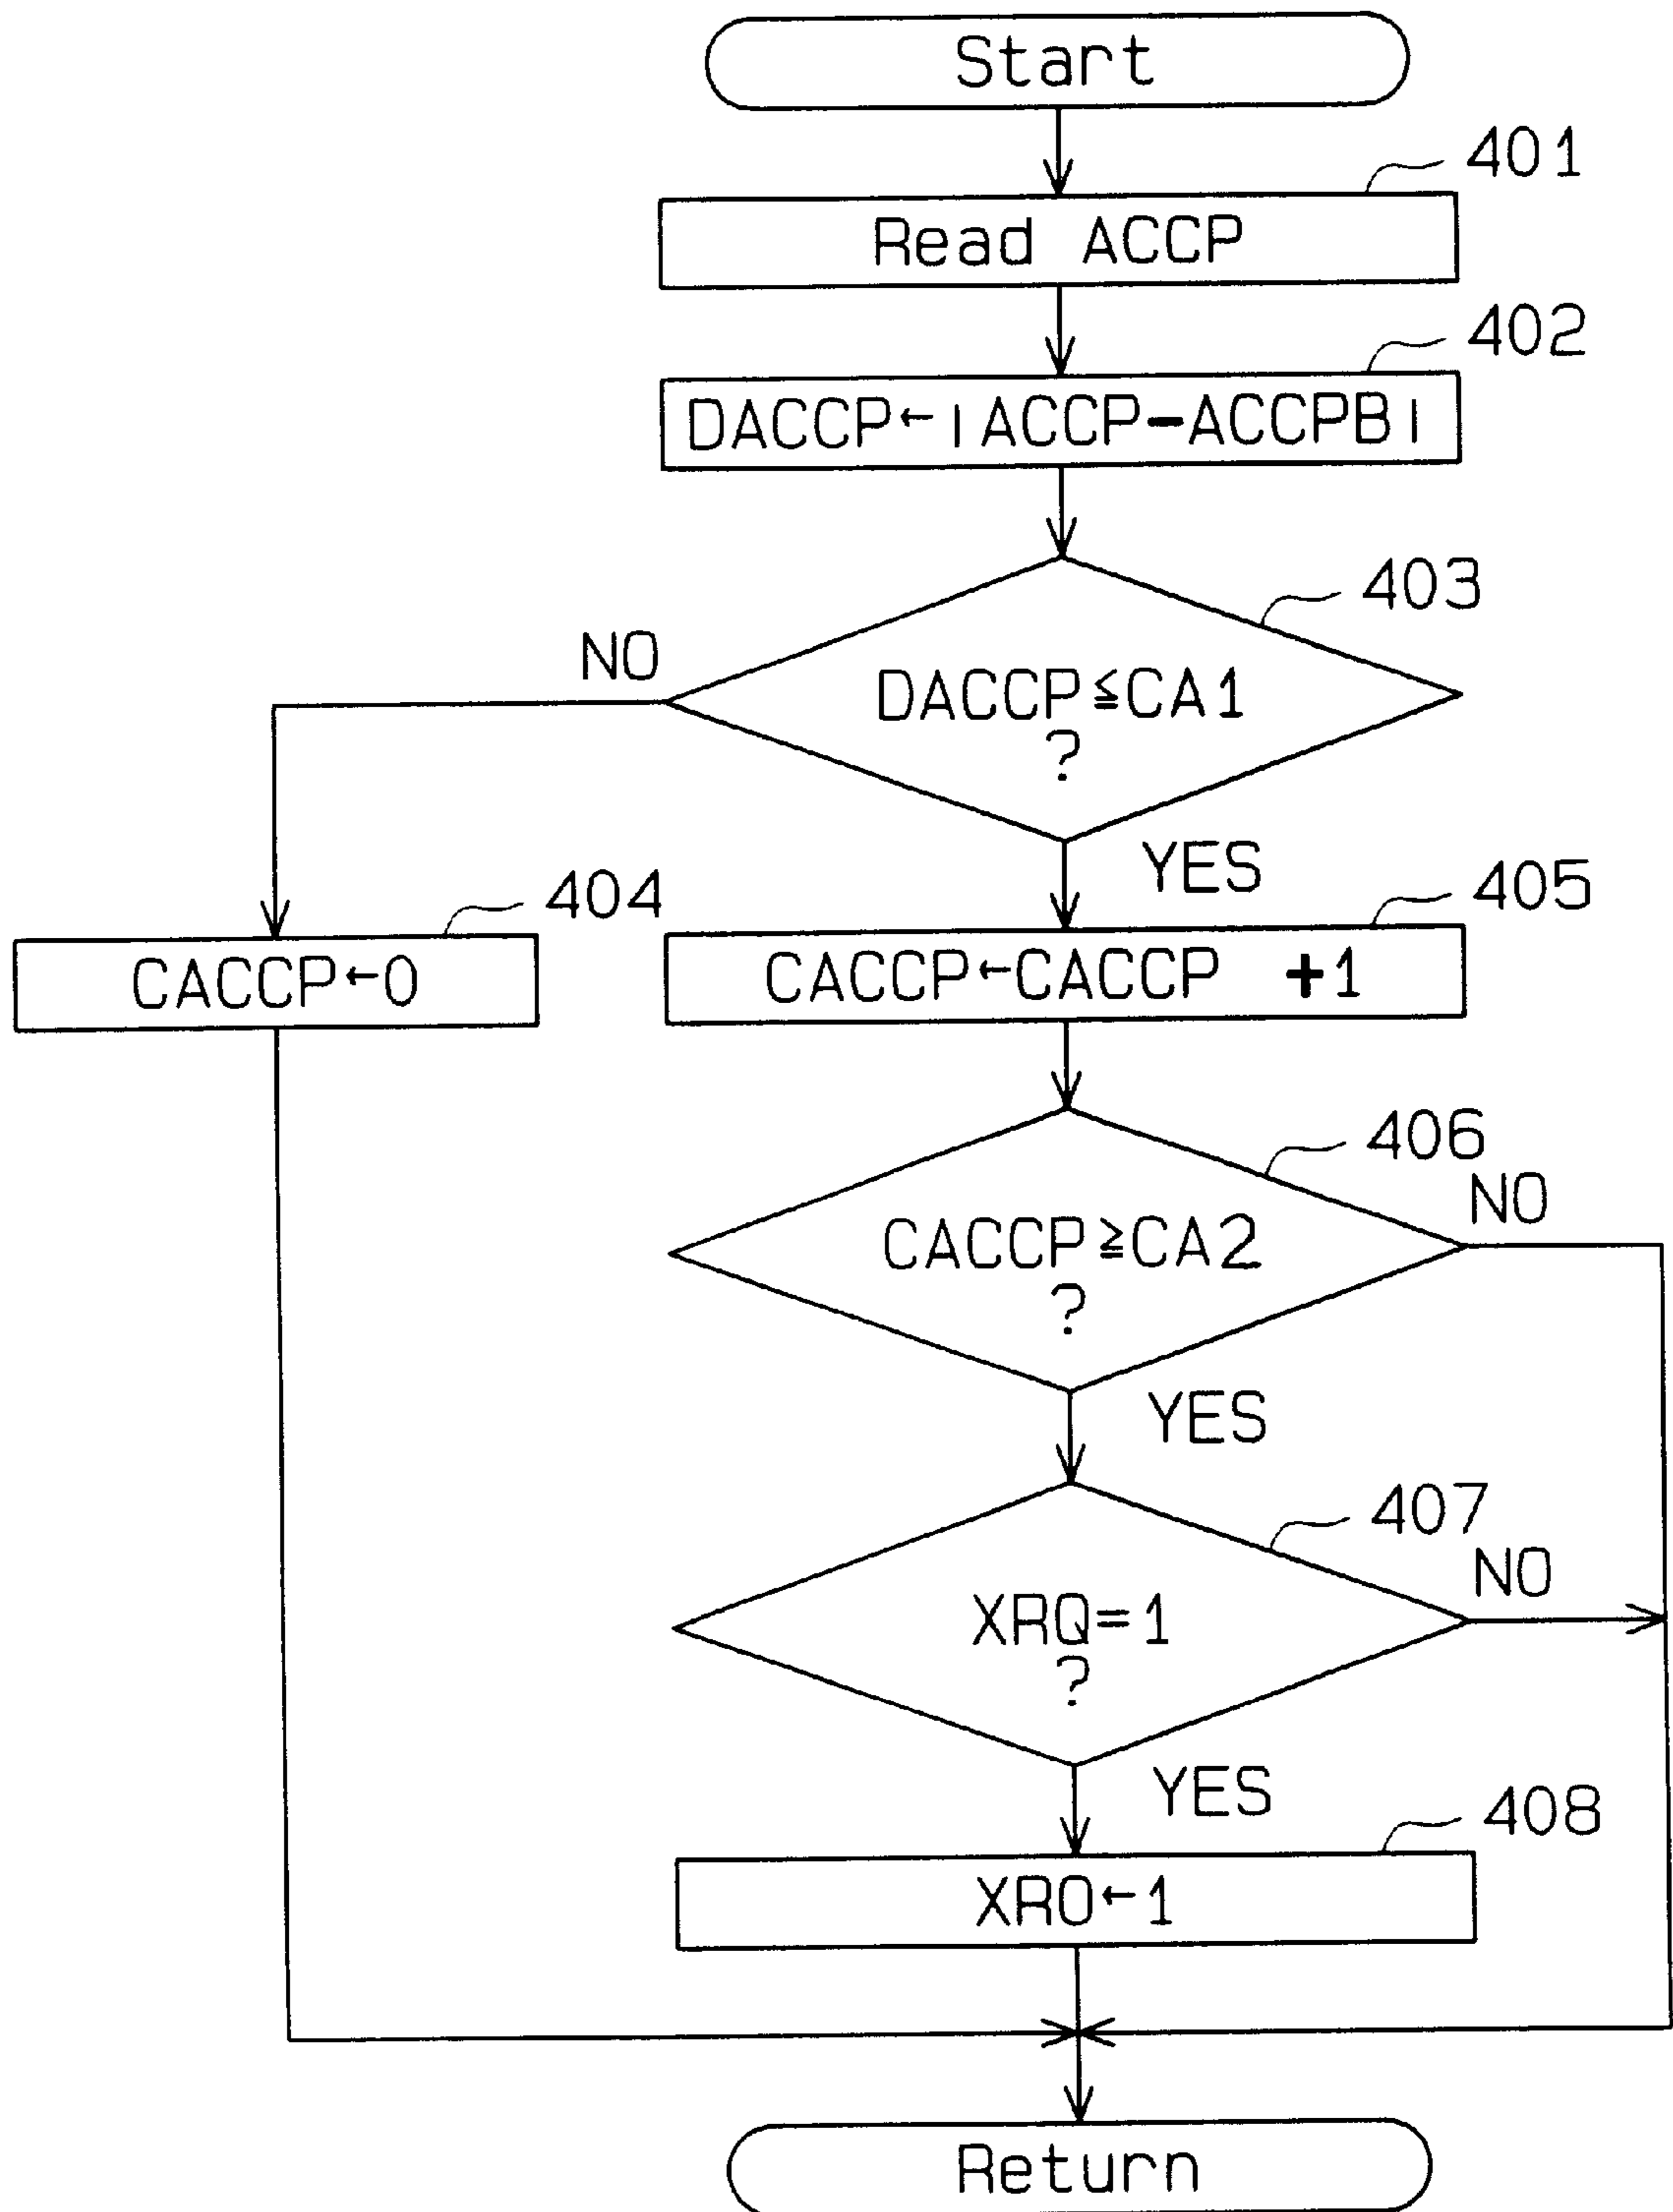 Start
401
Read ACCP
402
DACCP←|ACCP-ACCPB|
403
NO
DACCP≦CA1
?
YES
404
405
CACCP←0
CACCP←CACCP +1
406
NO
CACCP≧CA2
?
YES
407
NO
XRQ=1
?
YES
408
XRO←1
Return